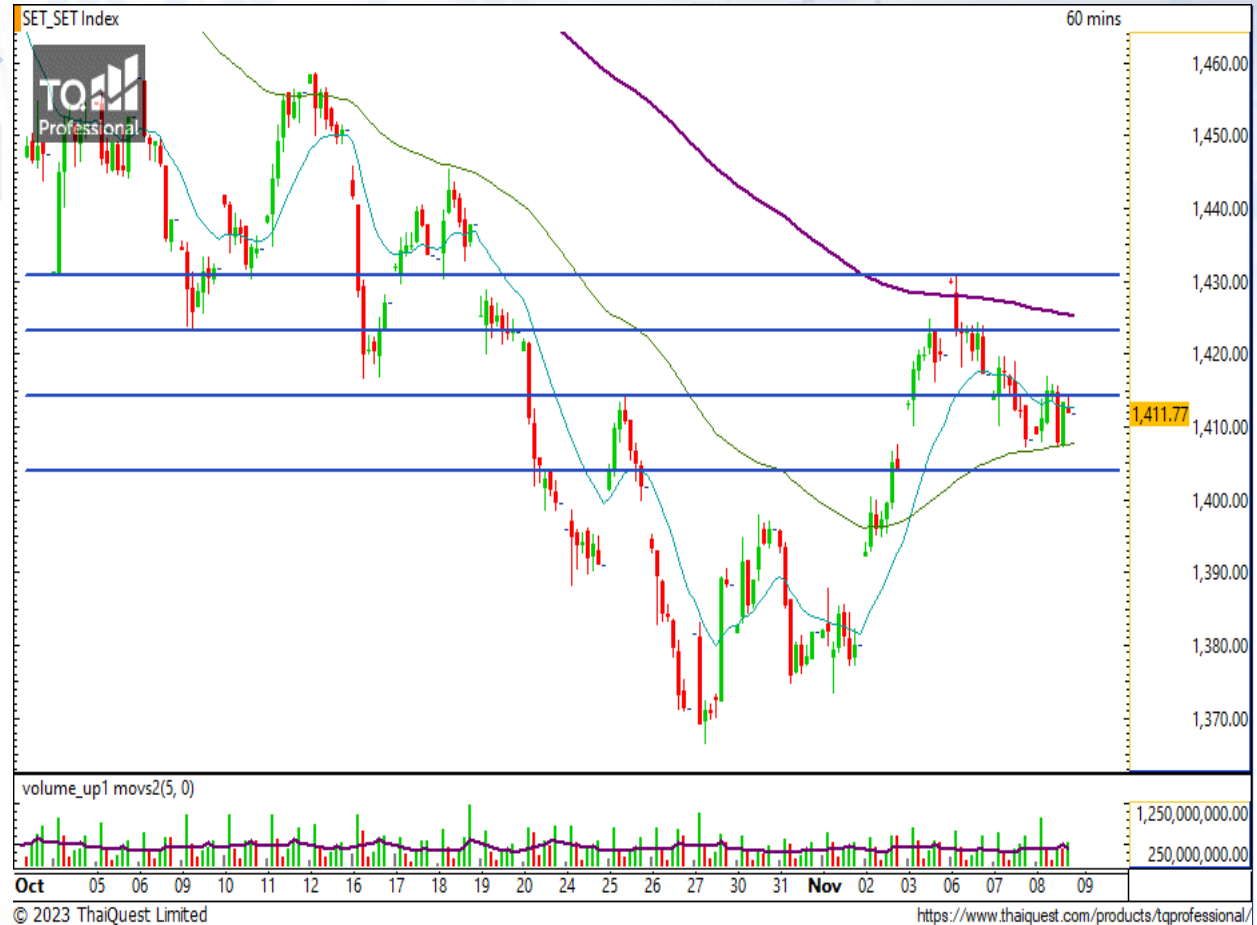 SET_SET Index 60 mins
TQ
Professional
1,460.00
1,450.00
1,440.00
1,430.00
1,420.00
1,411.77
1,410.00
1,400.00
1,390.00
1,380.00
1,370.00
volume_up1 movs2(5, 0)
1,250,000,000.00
250,000,000.00
Oct 05 06 09 10 11 12 16 17 18 19 20 24 25 26 27 30 31 Nov 02 03 06 07 08 09
© 2023 ThaiQuest Limited https://www.thaiquest.com/products/tqprofessional/